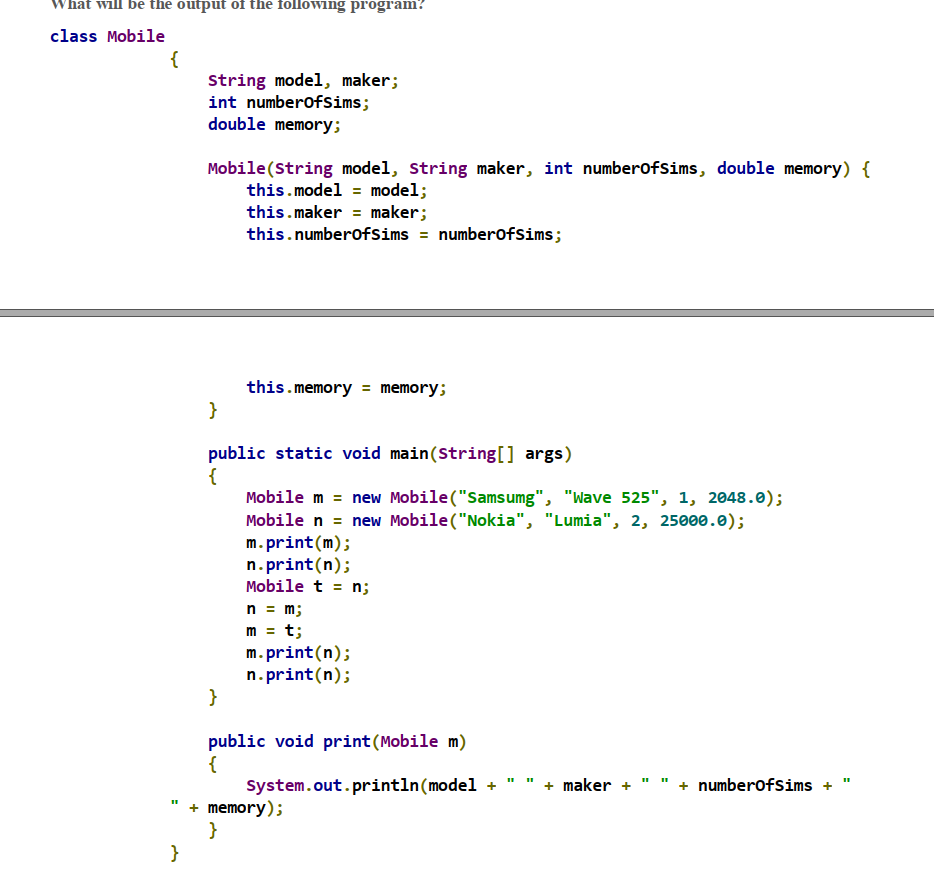 What will be the output of the following program?
class Mobile
{
String model, maker;
int numberOfSims;
double memory;
Mobile(String model, String maker, int numberOfSims, double memory) {
this.model = model;
this.maker = maker;
this.numberOfSims = numberOfSims;
this.memory = memory;
}
public static void main(String[] args)
{
Mobile m = new Mobile("Samsumg", "Wave 525", 1, 2048.0);
Mobile n = new Mobile("Nokia", "Lumia", 2, 25000.0);
m.print(m);
n.print(n);
Mobile t = n;
n = m;
m = t;
m.print(n);
n.print(n);
}
public void print(Mobile m)
{
System.out.println(model + " " + maker + " " + numberOfSims + "
" + memory);
}
}